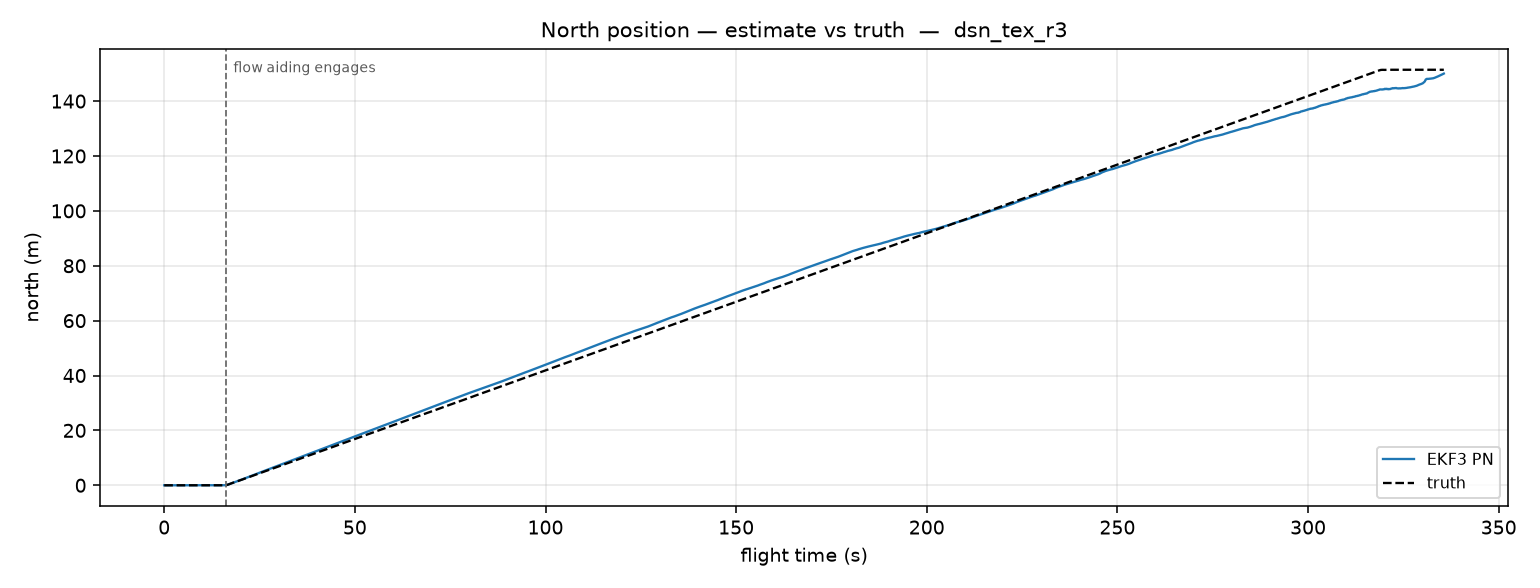 North position — estimate vs truth — dsn_tex_r3
flow aiding engages
north (m)
140
120
100
80
60
40
20
0
0 50 100 150 200 250 300 350
flight time (s)
EKF3 PN
truth